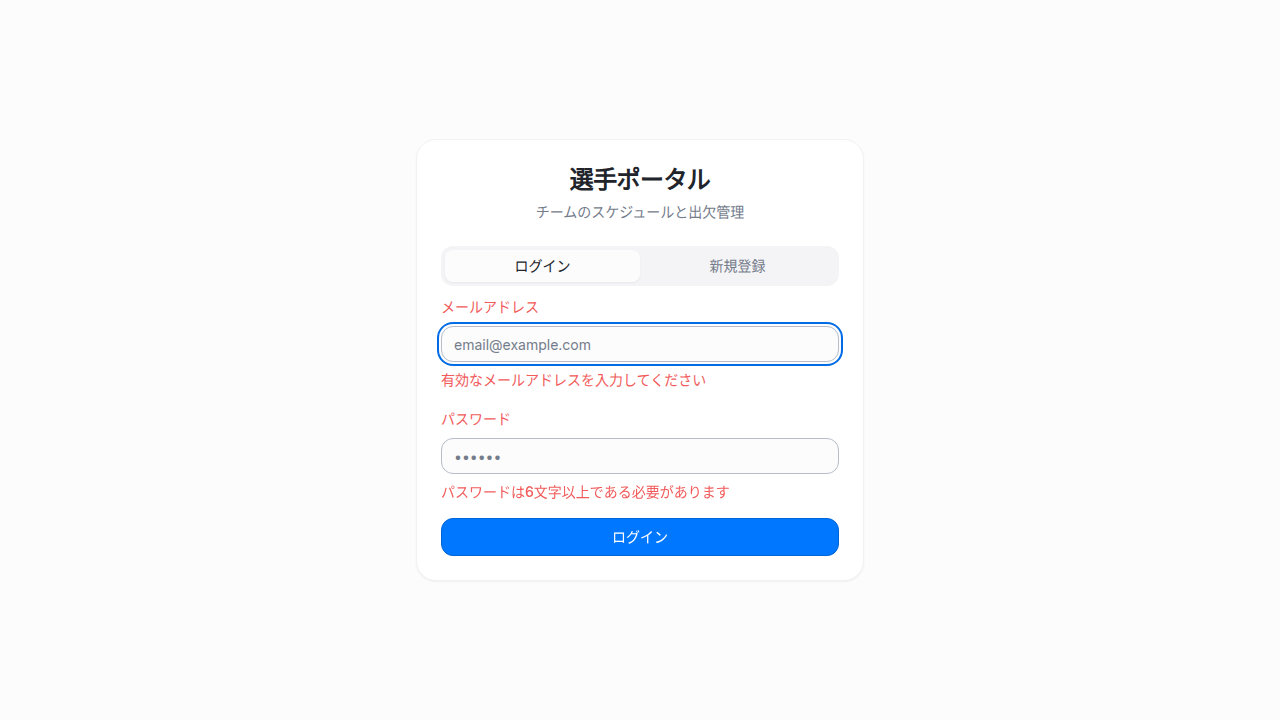 選手ポータル
チームのスケジュールと出欠管理
ログイン
新規登録
メールアドレス
email@example.com
有効なメールアドレスを入力してください
パスワード
••••••
パスワードは6文字以上である必要があります
ログイン